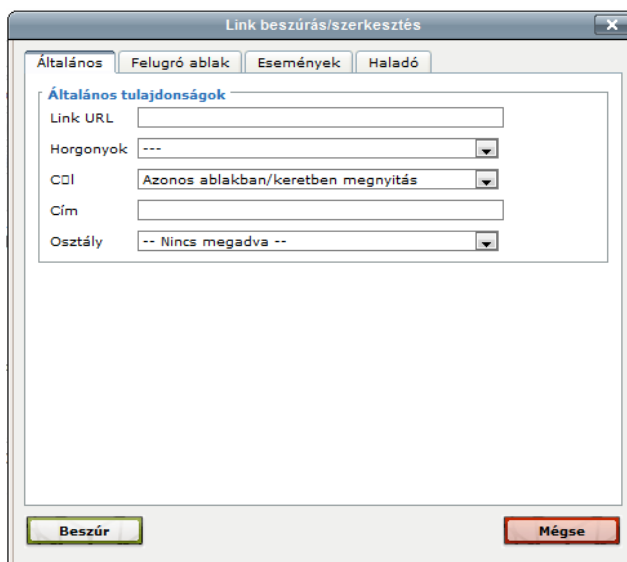 Link beszúrás/szerkesztés
Általános Felugró ablak Események Haladó
Általános tulajdonságok
Link URL
Horgonyok ---
C□l Azonos ablakban/keretben megnyitás
Cím
Osztály -- Nincs megadva --
Beszúr Mégse